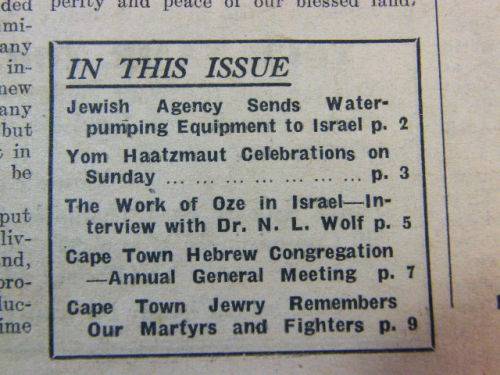 perity and peace of our blessed land.
mi-
any
in-
new
any
but
in
be
put
liv-
nd,
pro-
duc-
ime
IN THIS ISSUE
Jewish Agency Sends Water-
pumping Equipment to Israel p. 2
Yom Haatzmaut Celebrations on
Sunday ... ... ... ... ... ... p. 3
The Work of Oze in Israel—In-
terview with Dr. N. L. Wolf p. 5
Cape Town Hebrew Congregation
—Annual General Meeting p. 7
Cape Town Jewry Remembers
Our Martyrs and Fighters p. 9